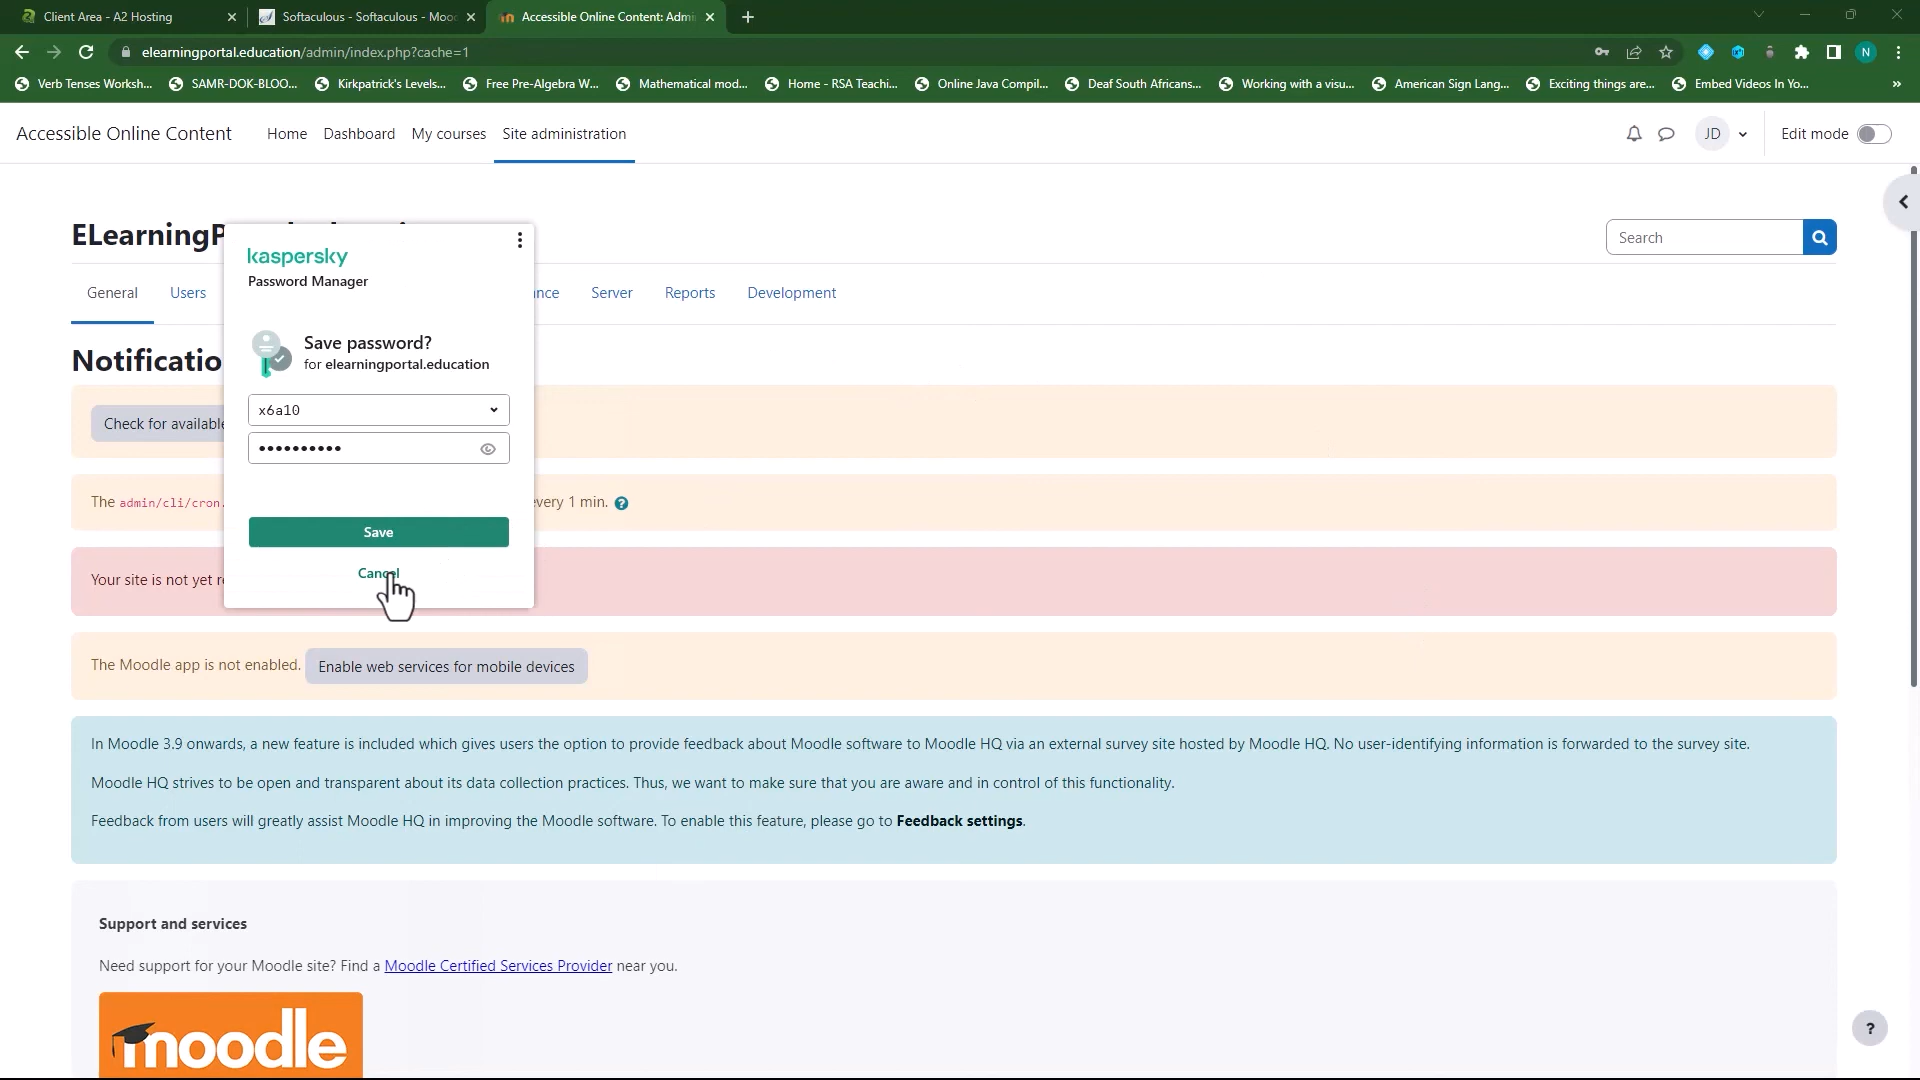 Client Area - A2 Hosting
Softaculous - Softaculous - Mooc
Accessible Online Content: Admi
elearningportal.education/admin/index.php?cache=1
N
Verb Tenses Worksh...
SAMR-DOK-BLOO...
Kirkpatrick's Levels...
Free Pre-Algebra W...
Mathematical mod...
Home - RSA Teachi...
Online Java Compil...
Deaf South Africans...
Working with a visu...
American Sign Lang...
Exciting things are...
Embed Videos In Yo...
»
Accessible Online Content
Home
Dashboard
My courses
Site administration
JD
Edit mode
ELearningP
Search
kaspersky
Password Manager
General
Users
nce
Server
Reports
Development
Save password?
for elearningportal.education
Notificatio
x6a10
••••••••••
Check for available
The admin/cli/cron.
every 1 min.
Save
Cancel
Your site is not yet r
The Moodle app is not enabled.
Enable web services for mobile devices
In Moodle 3.9 onwards, a new feature is included which gives users the option to provide feedback about Moodle software to Moodle HQ via an external survey site hosted by Moodle HQ. No user-identifying information is forwarded to the survey site.
Moodle HQ strives to be open and transparent about its data collection practices. Thus, we want to make sure that you are aware and in control of this functionality.
Feedback from users will greatly assist Moodle HQ in improving the Moodle software. To enable this feature, please go to Feedback settings.
Support and services
Need support for your Moodle site? Find a Moodle Certified Services Provider near you.
moodle
?